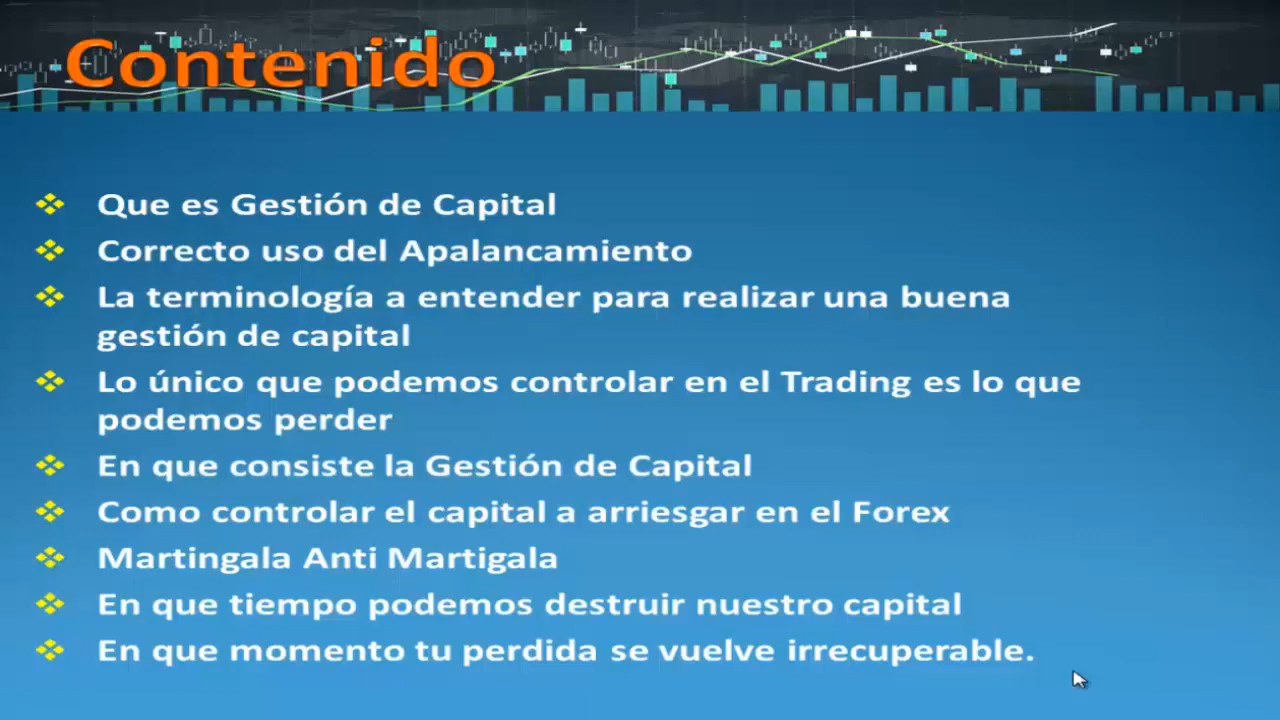 Contenido
Que es Gestión de Capital
Correcto uso del Apalancamiento
La terminología a entender para realizar una buena
gestión de capital
Lo único que podemos controlar en el Trading es lo que
podemos perder
En que consiste la Gestión de Capital
Como controlar el capital a arriesgar en el Forex
Martingala Anti Martigala
En que tiempo podemos destruir nuestro capital
En que momento tu perdida se vuelve irrecuperable.